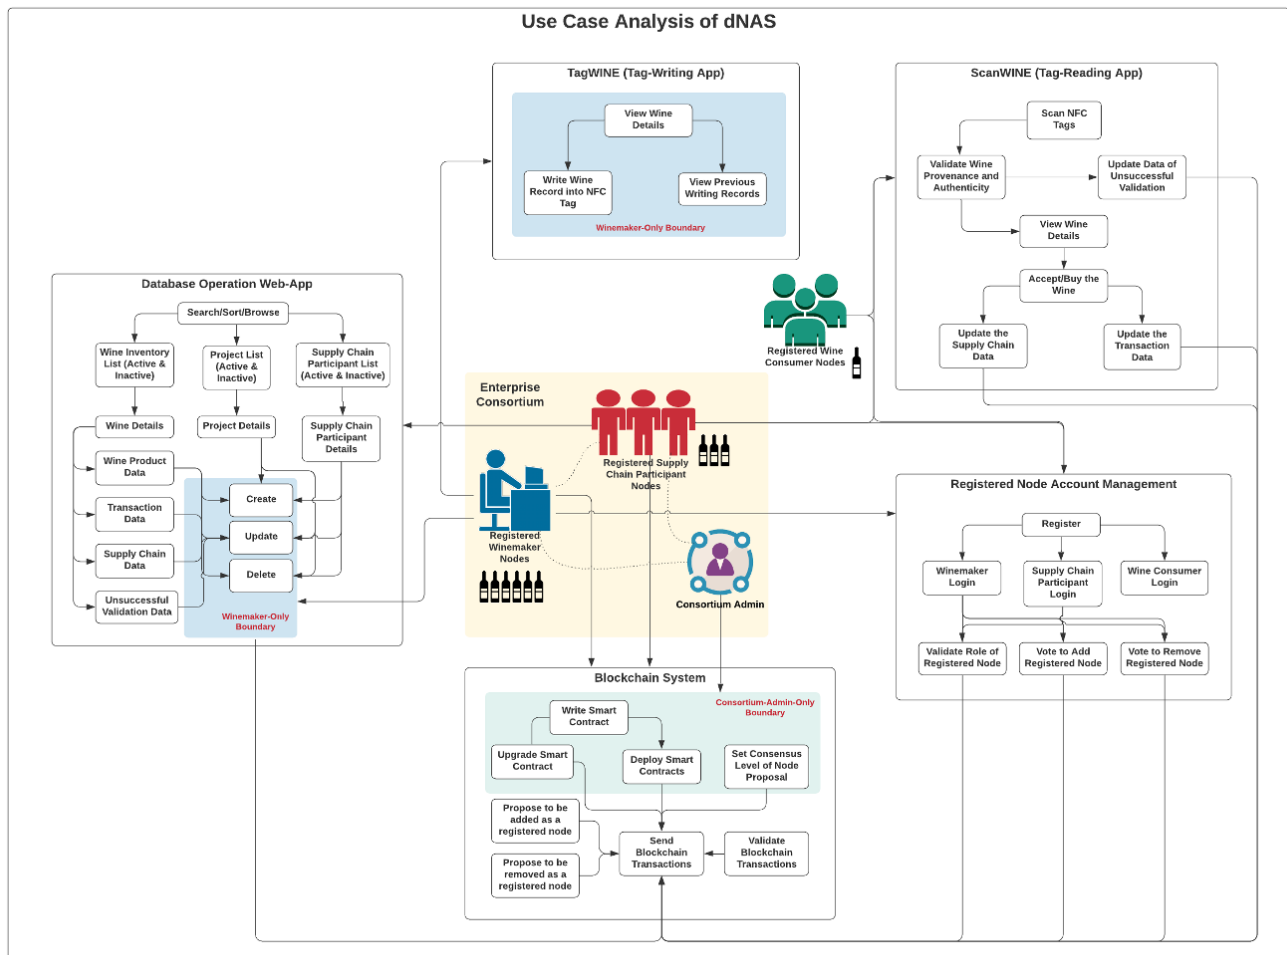 Use Case Analysis of dNAS
TagWINE (Tag-Writing App)
View Wine
Details
Write Wine
Record into NFC
Tag
View Previous
Writing Records
Winemaker-Only Boundary
ScanWINE (Tag-Reading App)
Scan NFC
Tags
Validate Wine
Provenance and
Authenticity
Update Data of
Unsuccessful
Validation
View Wine
Details
Accept/Buy the
Wine
Update the
Supply Chain
Data
Update the
Transaction
Data
Database Operation Web-App
Search/Sort/Browse
Wine Inventory
List (Active &
Inactive)
Project List
(Active &
Inactive)
Supply Chain
Participant List
(Active & Inactive)
Wine Details
Project Details
Supply Chain
Participant
Details
Wine Product
Data
Transaction
Data
Supply Chain
Data
Unsuccessful
Validation Data
Create
Update
Delete
Winemaker-Only
Boundary
Registered Wine
Consumer Nodes
Enterprise
Consortium
Registered Supply
Chain Participant
Nodes
Registered
Winemaker
Nodes
Consortium Admin
Registered Node Account Management
Register
Winemaker
Login
Supply Chain
Participant
Login
Wine Consumer
Login
Validate Role of
Registered Node
Vote to Add
Registered Node
Vote to Remove
Registered Node
Blockchain System
Consortium-Admin-Only
Boundary
Write Smart
Contract
Upgrade Smart
Contract
Deploy Smart
Contracts
Set Consensus
Level of Node
Proposal
Propose to be
added as a
registered node
Propose to be
removed as a
registered node
Send
Blockchain
Transactions
Validate
Blockchain
Transactions